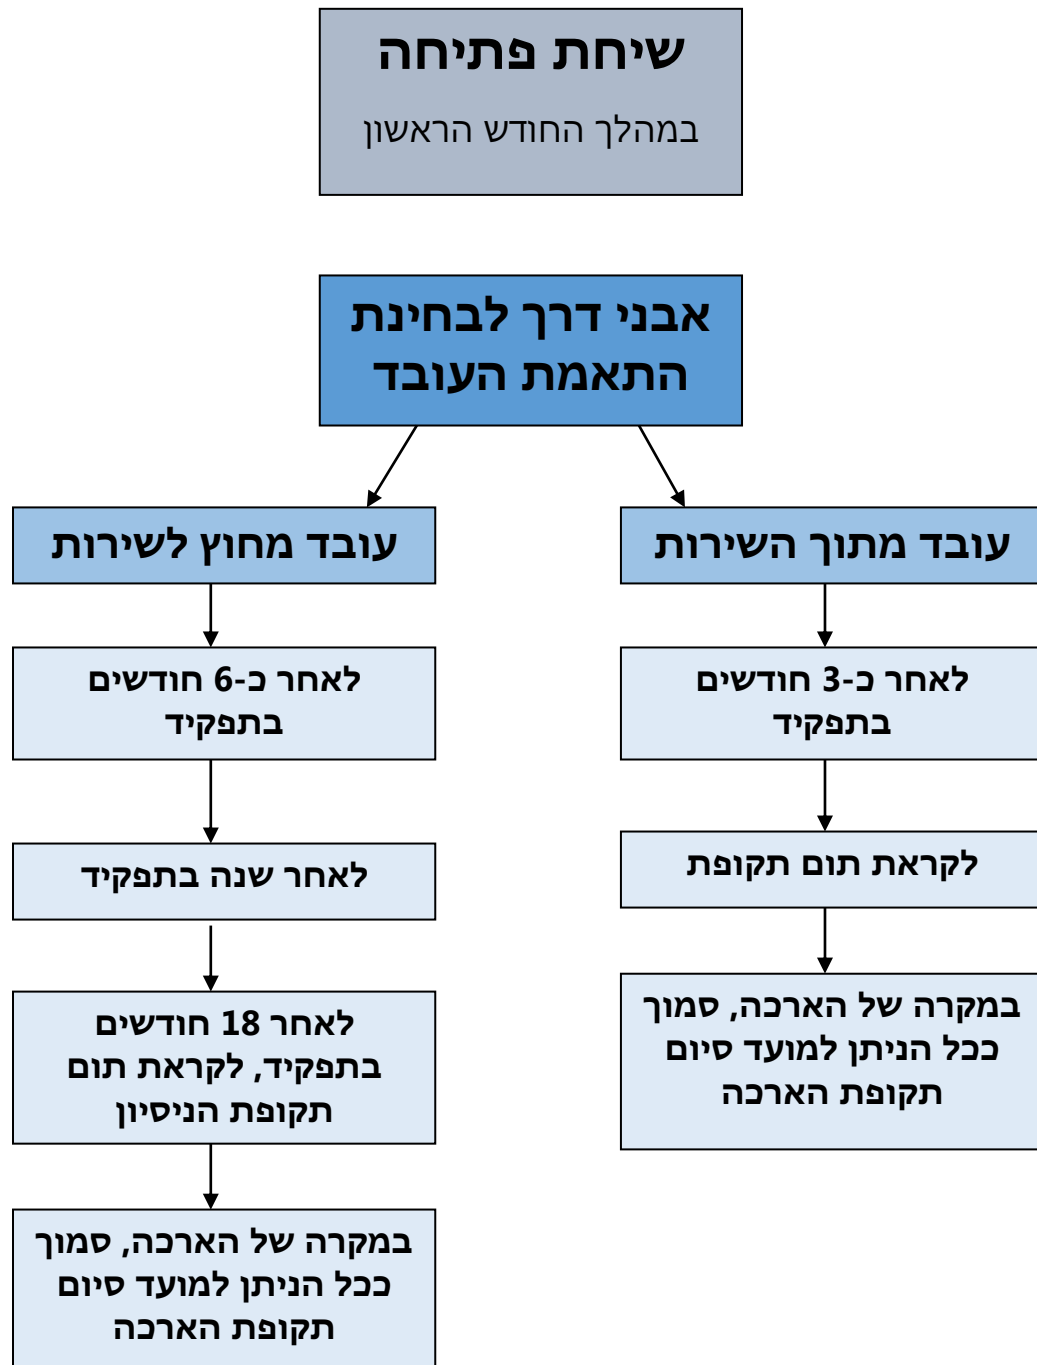 שיחת פתיחה
במהלך החודש הראשון
אבני דרך לבחינת
התאמת העובד
עובד מתוך השירות
לאחר כ-3 חודשים
בתפקיד
לקראת תום תקופת
במקרה של הארכה, סמוך
ככל הניתן למועד סיום
תקופת הארכה
עובד מחוץ לשירות
לאחר כ-6 חודשים
בתפקיד
לאחר שנה בתפקיד
לאחר 18 חודשים
בתפקיד, לקראת תום
תקופת הניסיון
במקרה של הארכה, סמוך
ככל הניתן למועד סיום
תקופת הארכה